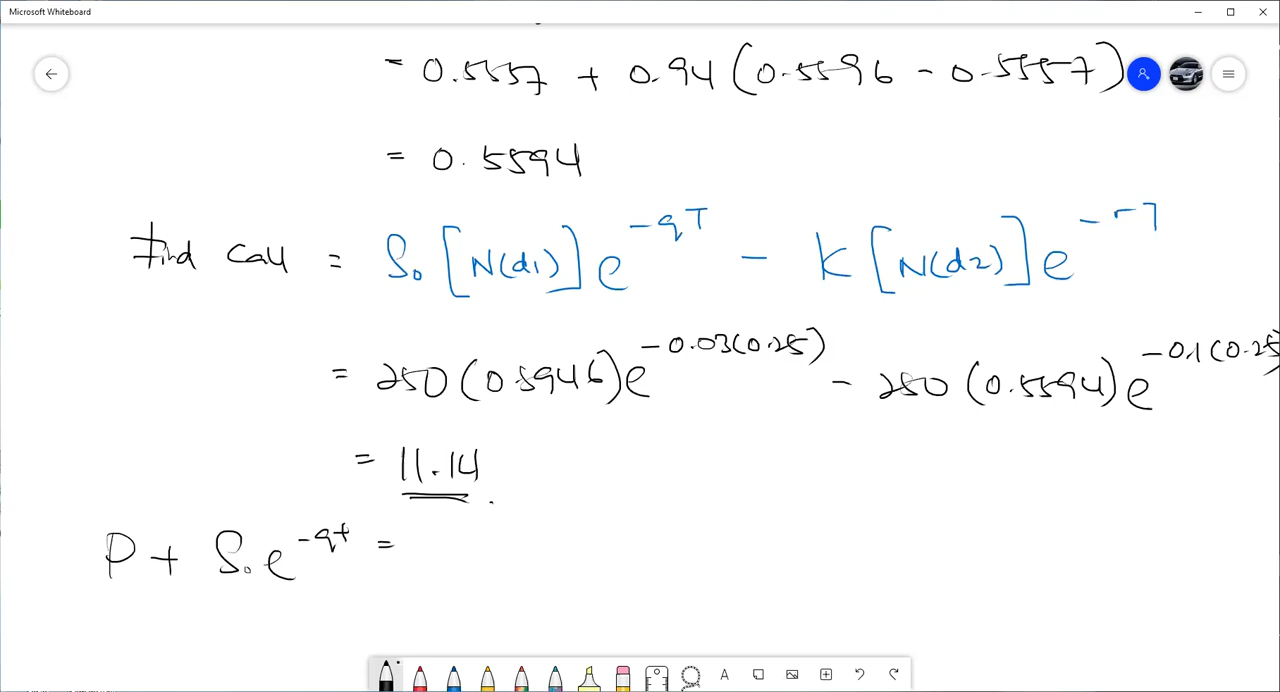 Microsoft Whiteboard
= 0.5557 + 0.94 (0.5596 - 0.5557)
= 0.5594
Find Call = S₀ [N(d1)] e^-qT - K [N(d2)] e^-rT
= 250 (0.5946) e^-0.03(0.25) - 250 (0.5594) e^-0.1(0.25)
= 11.14
P + S₀ e^-qt =
A